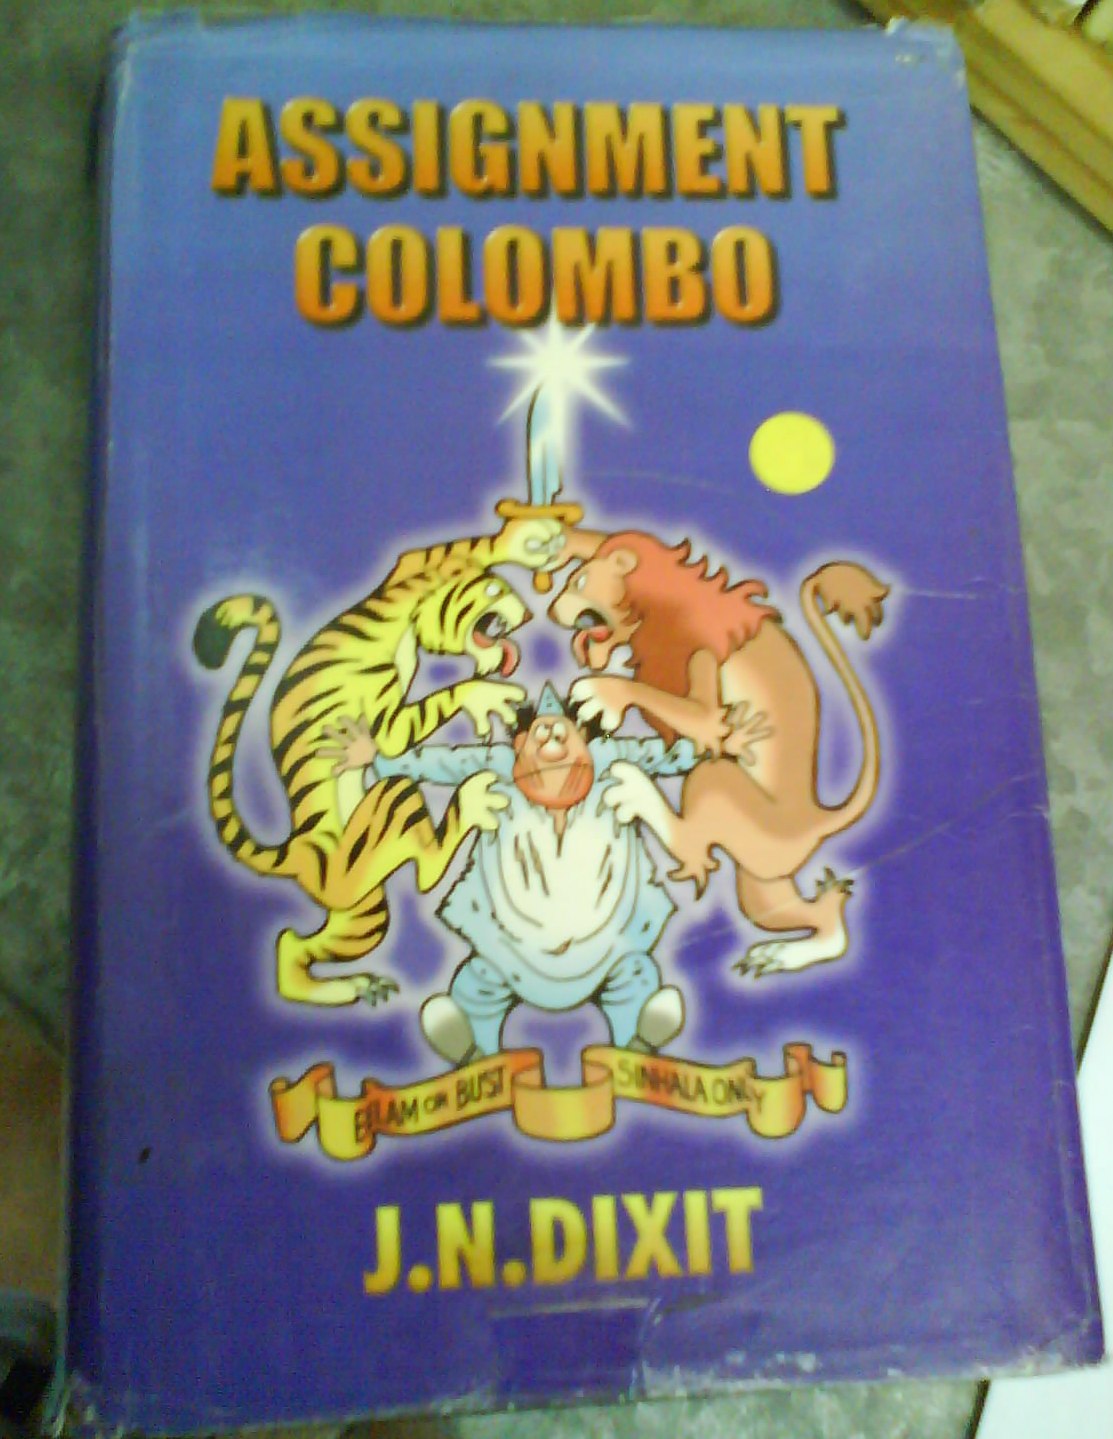 ASSIGNMENT
COLOMBO
EELAM OR BUST
SINHALA ONLY
J.N.DIXIT